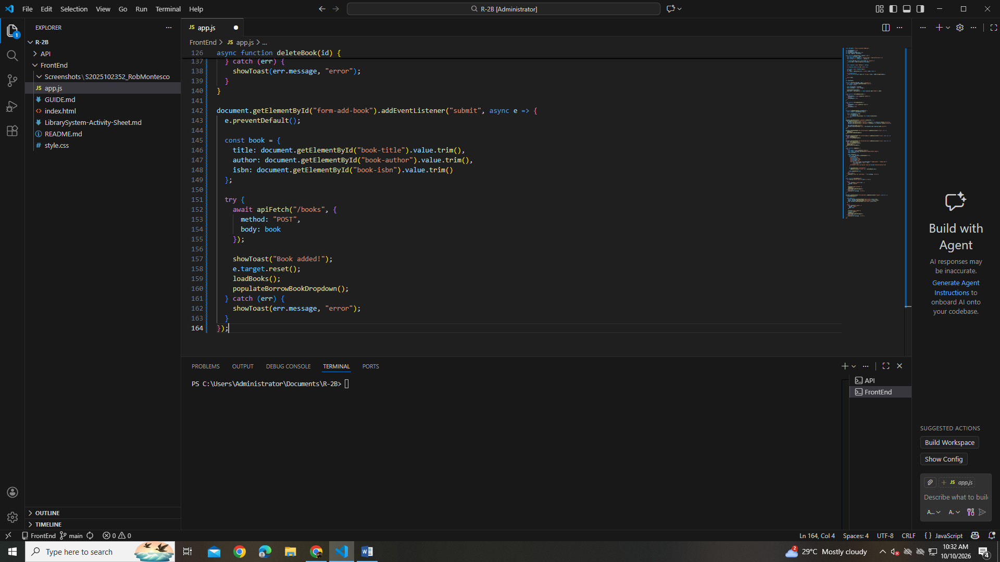 File Edit Selection View Go Run Terminal Help
R-2B [Administrator]
EXPLORER
R-2B
API
FrontEnd
Screenshots\S2025102352_RobMontesco
JS app.js
GUIDE.md
index.html
LibrarySystem-Activity-Sheet.md
README.md
style.css
OUTLINE
TIMELINE
JS app.js
FrontEnd > JS app.js > ...
126 async function deleteBook(id) {
137 } catch (err) {
138 showToast(err.message, "error");
139 }
140 }
141
142 document.getElementById("form-add-book").addEventListener("submit", async e => {
143 e.preventDefault();
144
145 const book = {
146 title: document.getElementById("book-title").value.trim(),
147 author: document.getElementById("book-author").value.trim(),
148 isbn: document.getElementById("book-isbn").value.trim()
149 };
150
151 try {
152 await apiFetch("/books", {
153 method: "POST",
154 body: book
155 });
156
157 showToast("Book added!");
158 e.target.reset();
159 loadBooks();
160 populateBorrowBookDropdown();
161 } catch (err) {
162 showToast(err.message, "error");
163 }
164 });
PROBLEMS OUTPUT DEBUG CONSOLE TERMINAL PORTS
PS C:\Users\Administrator\Documents\R-2B>
API
FrontEnd
Build with
Agent
AI responses may
be inaccurate.
Generate Agent
Instructions to
onboard AI onto
your codebase.
SUGGESTED ACTIONS
Build Workspace
Show Config
JS app.js
Describe what to buil
A... A.
FrontEnd main 0 0
Ln 164, Col 4 Spaces: 4 UTF-8 CRLF { } JavaScript
Type here to search
29°C Mostly cloudy
10:32 AM
10/10/2026